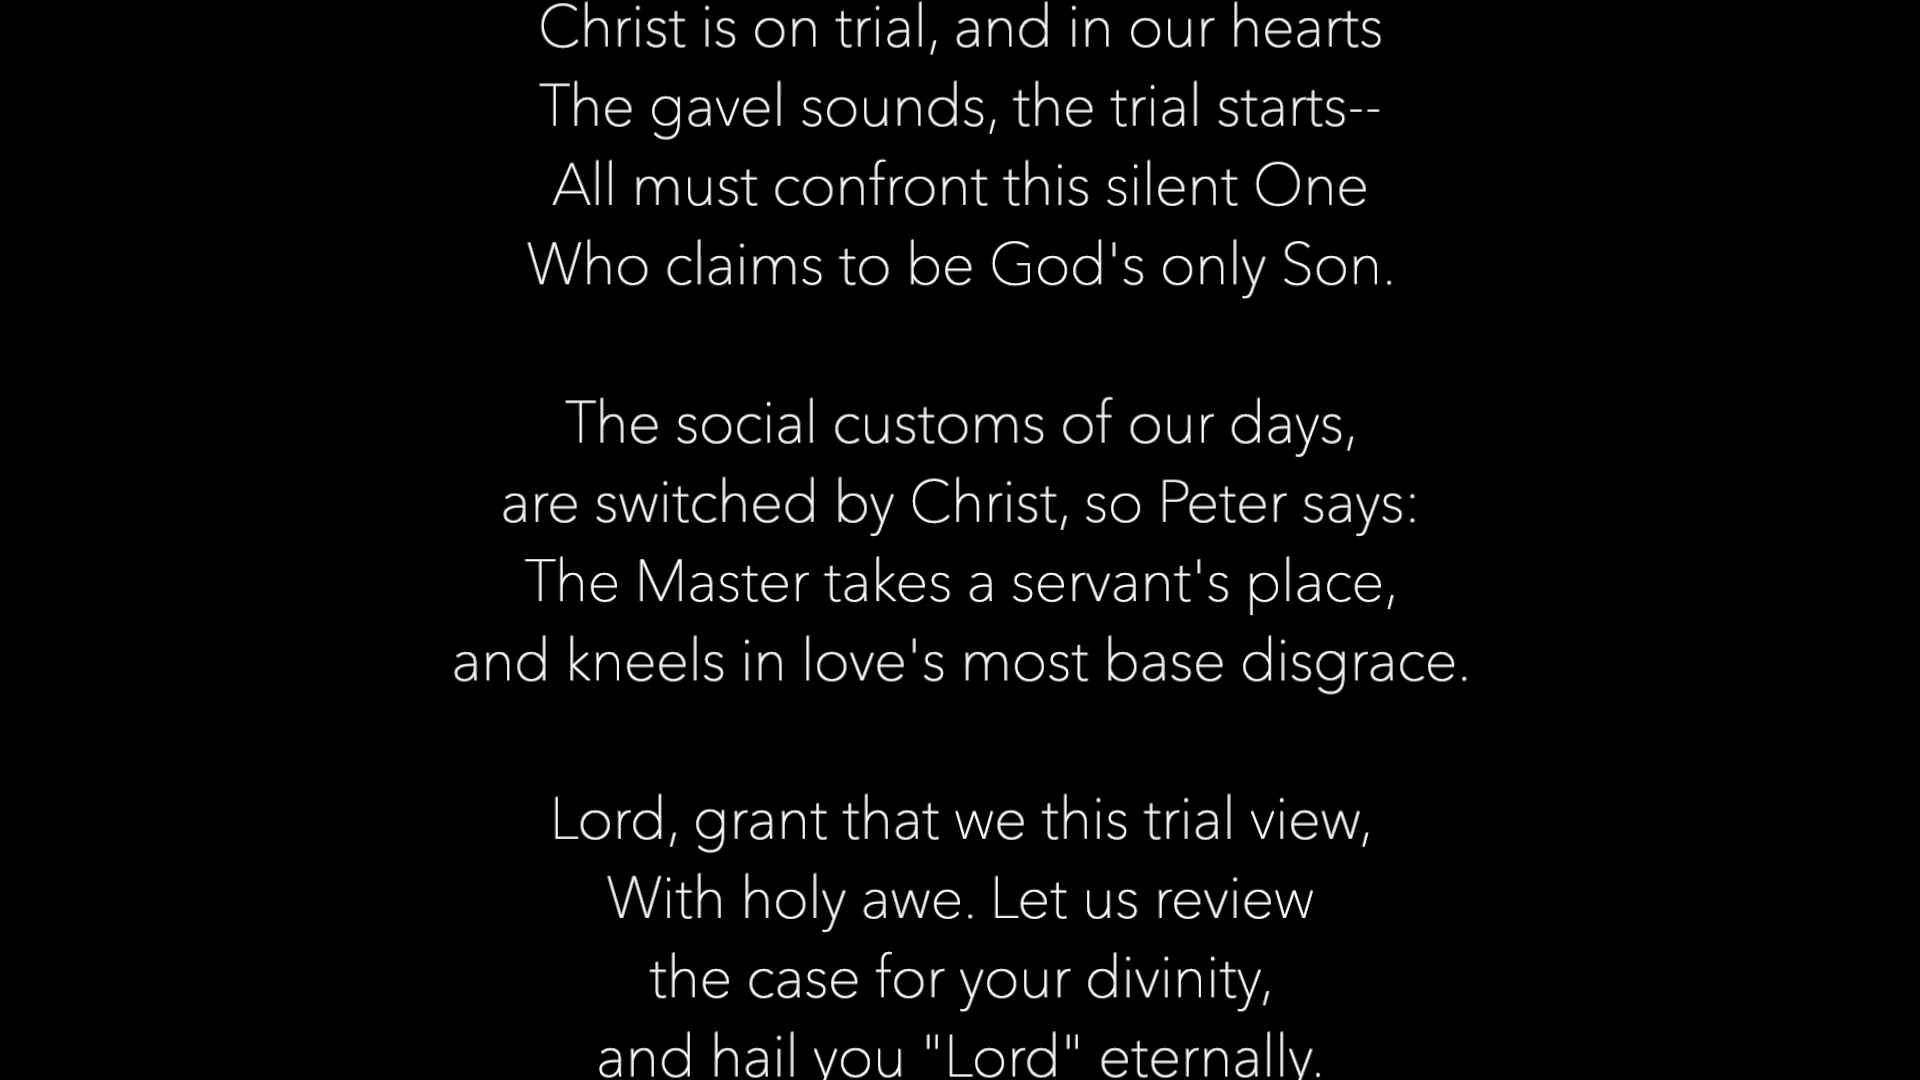 Christ is on trial, and in our hearts
The gavel sounds, the trial starts--
All must confront this silent One
Who claims to be God's only Son.
The social customs of our days,
are switched by Christ, so Peter says:
The Master takes a servant's place,
and kneels in love's most base disgrace.
Lord, grant that we this trial view,
With holy awe. Let us review
the case for your divinity,
and hail you "Lord" eternally.